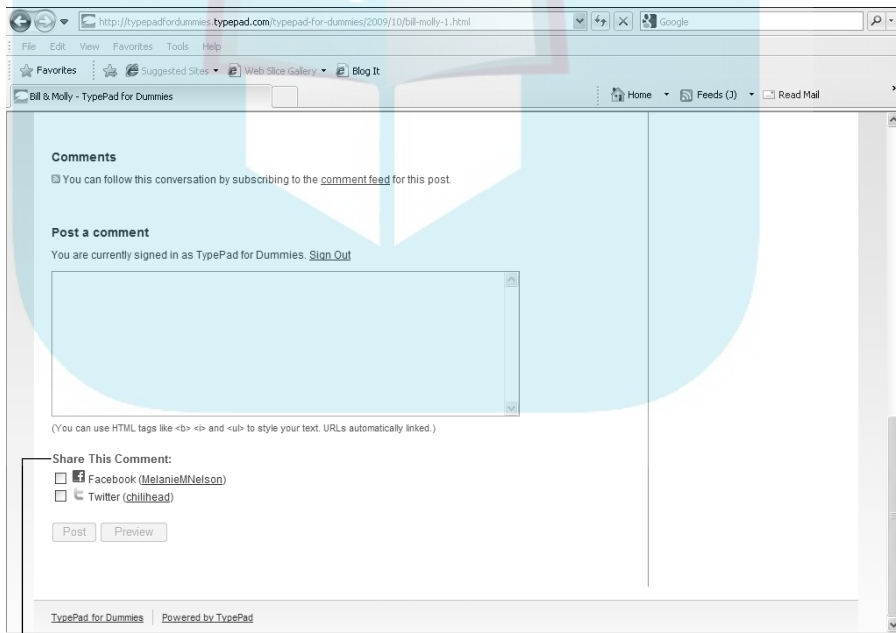 http://typepadfordummies.typepad.com/typepad-for-dummies/2009/10/bill-molly-1.html Google
File Edit View Favorites Tools Help
Favorites Suggested Sites Web Slice Gallery Blog It
Bill & Molly - TypePad for Dummies Home Feeds (J) Read Mail
Comments
You can follow this conversation by subscribing to the comment feed for this post.
Post a comment
You are currently signed in as TypePad for Dummies. Sign Out
(You can use HTML tags like <b> <i> and <ul> to style your text. URLs automatically linked.)
Share This Comment:
Facebook (MelanieMNelson)
Twitter (chilihead)
Post Preview
TypePad for Dummies Powered by TypePad